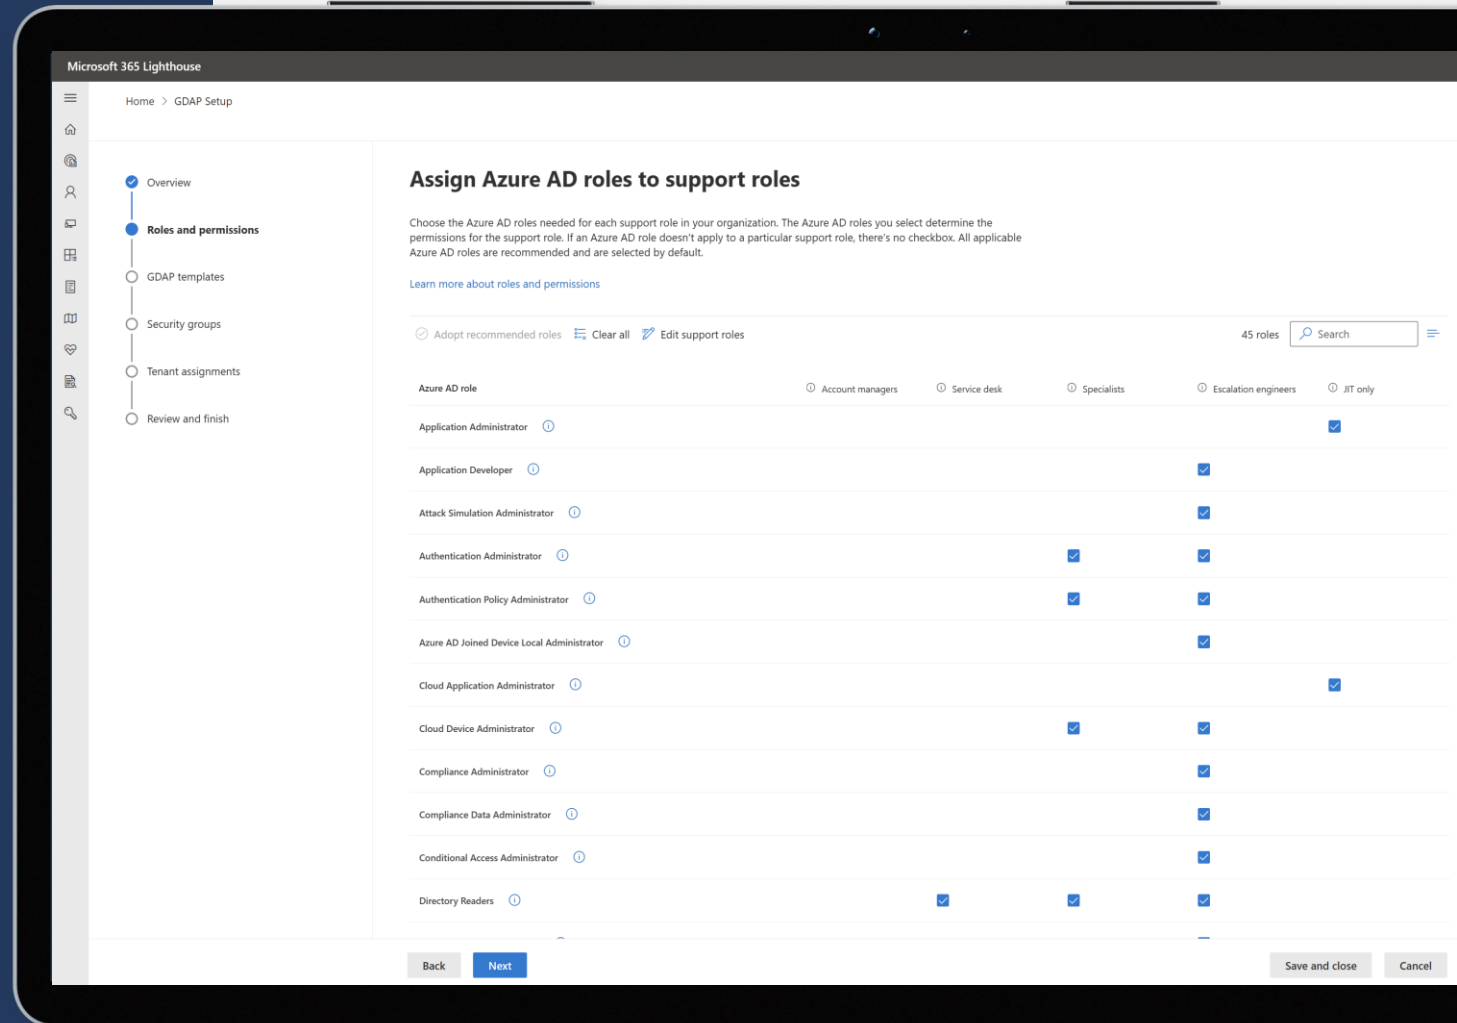 Microsoft 365 Lighthouse
Home > GDAP Setup
Overview
Roles and permissions
GDAP templates
Security groups
Tenant assignments
Review and finish
Assign Azure AD roles to support roles
Choose the Azure AD roles needed for each support role in your organization. The Azure AD roles you select determine the
permissions for the support role. If an Azure AD role doesn't apply to a particular support role, there's no checkbox. All applicable
Azure AD roles are recommended and are selected by default.
Learn more about roles and permissions
Adopt recommended roles Clear all Edit support roles 45 roles Search
Azure AD role Account managers Service desk Specialists Escalation engineers JIT only
Application Administrator
Application Developer
Attack Simulation Administrator
Authentication Administrator
Authentication Policy Administrator
Azure AD Joined Device Local Administrator
Cloud Application Administrator
Cloud Device Administrator
Compliance Administrator
Compliance Data Administrator
Conditional Access Administrator
Directory Readers
Back Next Save and close Cancel